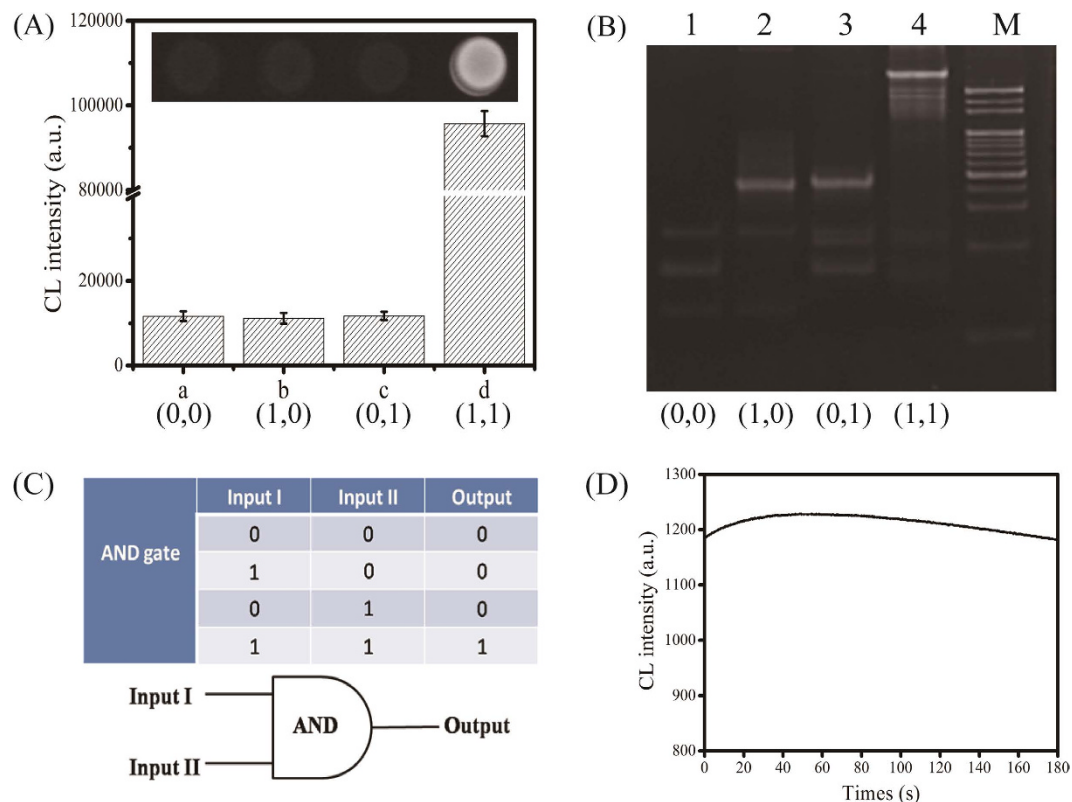 (A)
120000
100000
80000
20000
0
CL intensity (a.u.)
a b c d
(0,0) (1,0) (0,1) (1,1)
(B)
1 2 3 4 M
(0,0) (1,0) (0,1) (1,1)
(C)
Input I Input II Output
AND gate
0 0 0
1 0 0
0 1 0
1 1 1
Input I
AND
Output
Input II
(D)
1300
1200
1100
1000
900
800
CL intensity (a.u.)
0 20 40 60 80 100 120 140 160 180
Times (s)